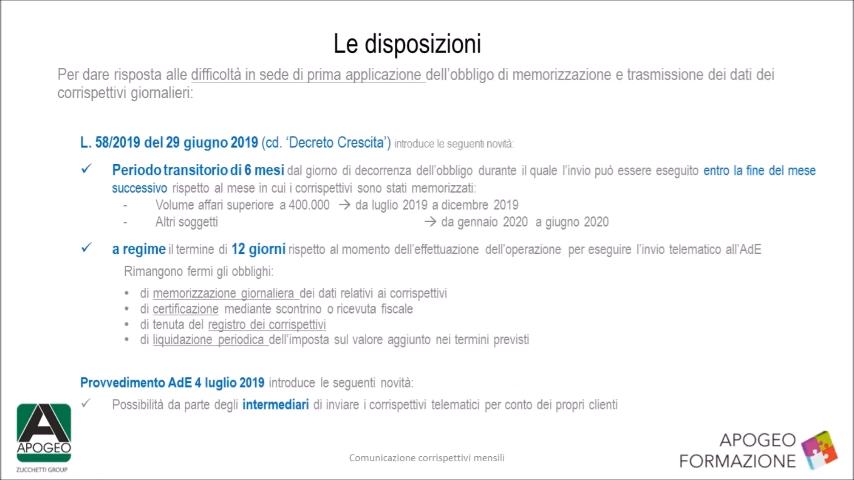 Le disposizioni
Per dare risposta alle difficoltà in sede di prima applicazione dell'obbligo di memorizzazione e trasmissione dei dati dei
corrispettivi giornalieri:
L. 58/2019 del 29 giugno 2019 (cd. 'Decreto Crescita') introduce le seguenti novità:
✓ Periodo transitorio di 6 mesi dal giorno di decorrenza dell'obbligo durante il quale l'invio può essere eseguito entro la fine del mese
successivo rispetto al mese in cui i corrispettivi sono stati memorizzati:
- Volume affari superiore a 400.000 → da luglio 2019 a dicembre 2019
- Altri soggetti → da gennaio 2020 a giugno 2020
✓ a regime il termine di 12 giorni rispetto al momento dell'effettuazione dell'operazione per eseguire l'invio telematico all'AdE
Rimangono fermi gli obblighi:
• di memorizzazione giornaliera dei dati relativi ai corrispettivi
• di certificazione mediante scontrino o ricevuta fiscale
• di tenuta del registro dei corrispettivi
• di liquidazione periodica dell'imposta sul valore aggiunto nei termini previsti
Provvedimento AdE 4 luglio 2019 introduce le seguenti novità:
✓ Possibilità da parte degli intermediari di inviare i corrispettivi telematici per conto dei propri clienti
A
APOGEO
ZUCCHETTI GROUP
Comunicazione corrispettivi mensili
APOGEO
FORMAZIONE